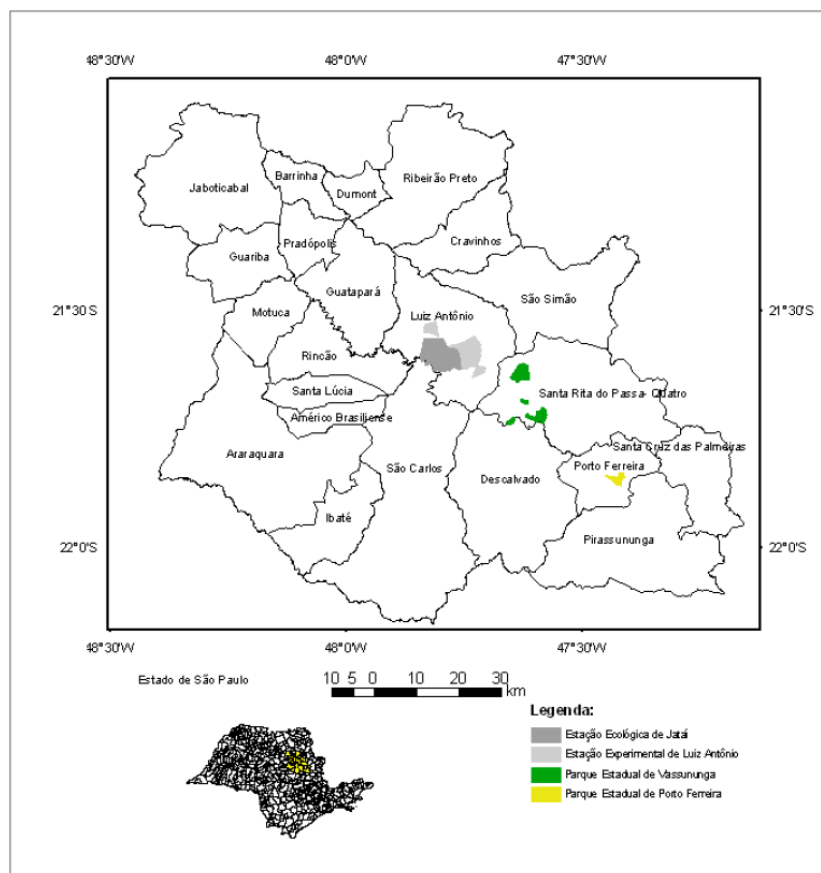 48°30'W 48°0'W 47°30'W
Barrinha
Ribeirão Preto
Jaboticabal
Dumont
Pradópolis
Cravinhos
Guariba
Guatapará
São Simão
21°30'S 21°30'S
Motuca
Luiz Antônio
Rincão
Santa Lúcia
Santa Rita do Passa- Quatro
Américo Brasiliense
Santa Cruz das Palmeiras
Araraquara
São Carlos
Porto Ferreira
Descalvado
Ibaté
Pirassununga
22°0'S 22°0'S
48°30'W 48°0'W 47°30'W
Estado de São Paulo
10 5 0 10 20 30
km
Legenda:
Estação Ecológica de Jataí
Estação Experimental de Luiz Antônio
Parque Estadual de Vassununga
Parque Estadual de Porto Ferreira